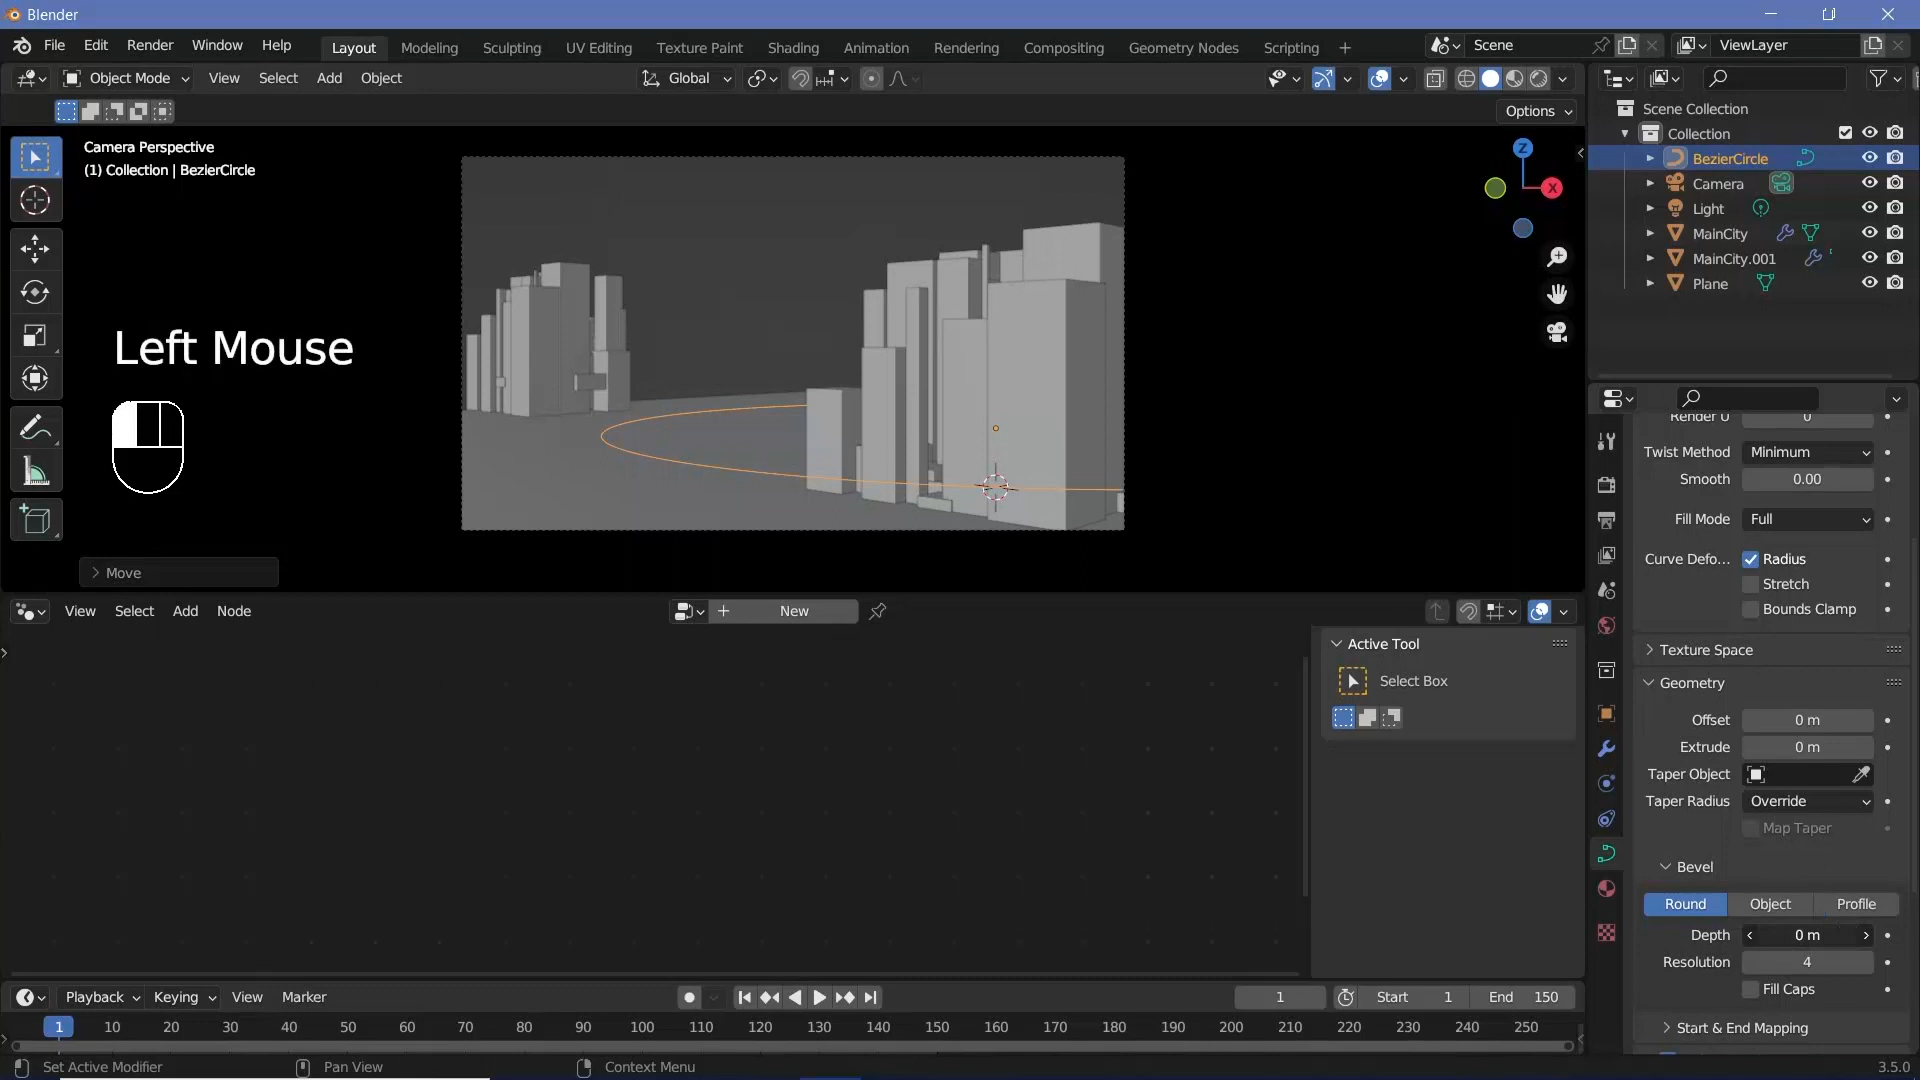 Blender
File Edit Render Window Help Layout Modeling Sculpting UV Editing Texture Paint Shading Animation Rendering Compositing Geometry Nodes Scripting + Scene ViewLayer
Object Mode View Select Add Object Global
Options
Camera Perspective
(1) Collection | BezierCircle
Z
X
Left Mouse
Move
Scene Collection
Collection
BezierCircle
Camera
Light
MainCity
MainCity.001
Plane
Render U 0
Twist Method Minimum
Smooth 0.00
Fill Mode Full
Curve Defo... Radius
Stretch
Bounds Clamp
Texture Space
Geometry
Offset 0 m
Extrude 0 m
Taper Object
Taper Radius Override
Map Taper
Bevel
Round Object Profile
Depth 0 m
Resolution 4
Fill Caps
Start & End Mapping
View Select Add Node + New
Active Tool
Select Box
Playback Keying View Marker 1 Start 1 End 150
1 10 20 30 40 50 60 70 80 90 100 110 120 130 140 150 160 170 180 190 200 210 220 230 240 250
Set Active Modifier Pan View Context Menu 3.5.0